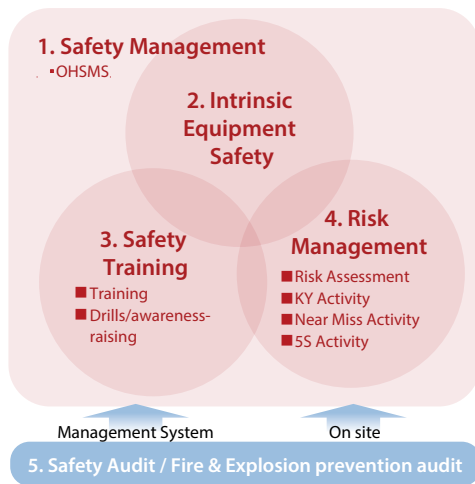 1. Safety Management
▪OHSMS
2. Intrinsic
Equipment
Safety
3. Safety
Training
■ Training
■ Drills/awareness-
raising
4. Risk
Management
■ Risk Assessment
■ KY Activity
■ Near Miss Activity
■ 5S Activity
Management System
On site
5. Safety Audit / Fire & Explosion prevention audit